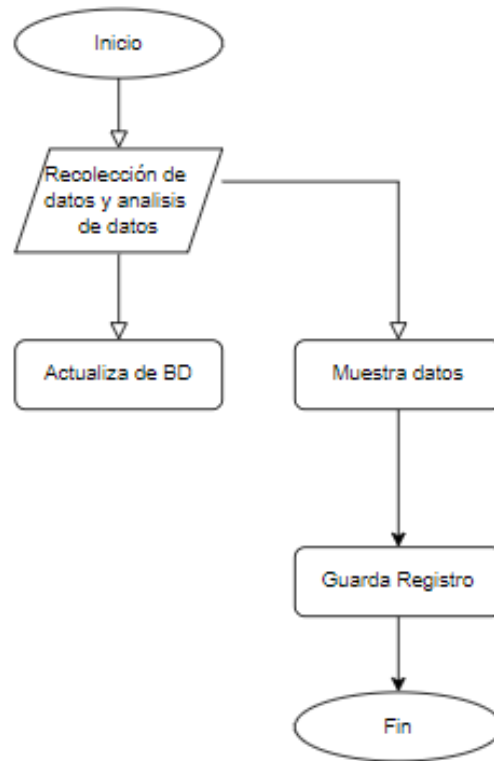 Inicio
Recolección de
datos y analisis
de datos
Actualiza de BD
Muestra datos
Guarda Registro
Fin